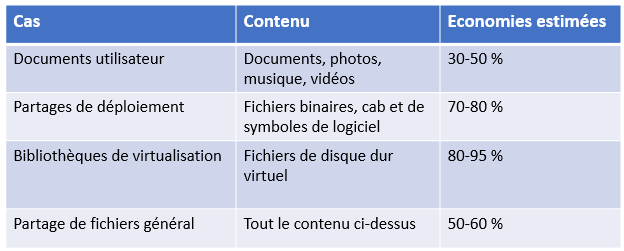 Cas Contenu Economies estimées
Documents utilisateur Documents, photos, 30-50 %
musique, vidéos
Partages de déploiement Fichiers binaires, cab et de 70-80 %
symboles de logiciel
Bibliothèques de virtualisation Fichiers de disque dur 80-95 %
virtuel
Partage de fichiers général Tout le contenu ci-dessus 50-60 %